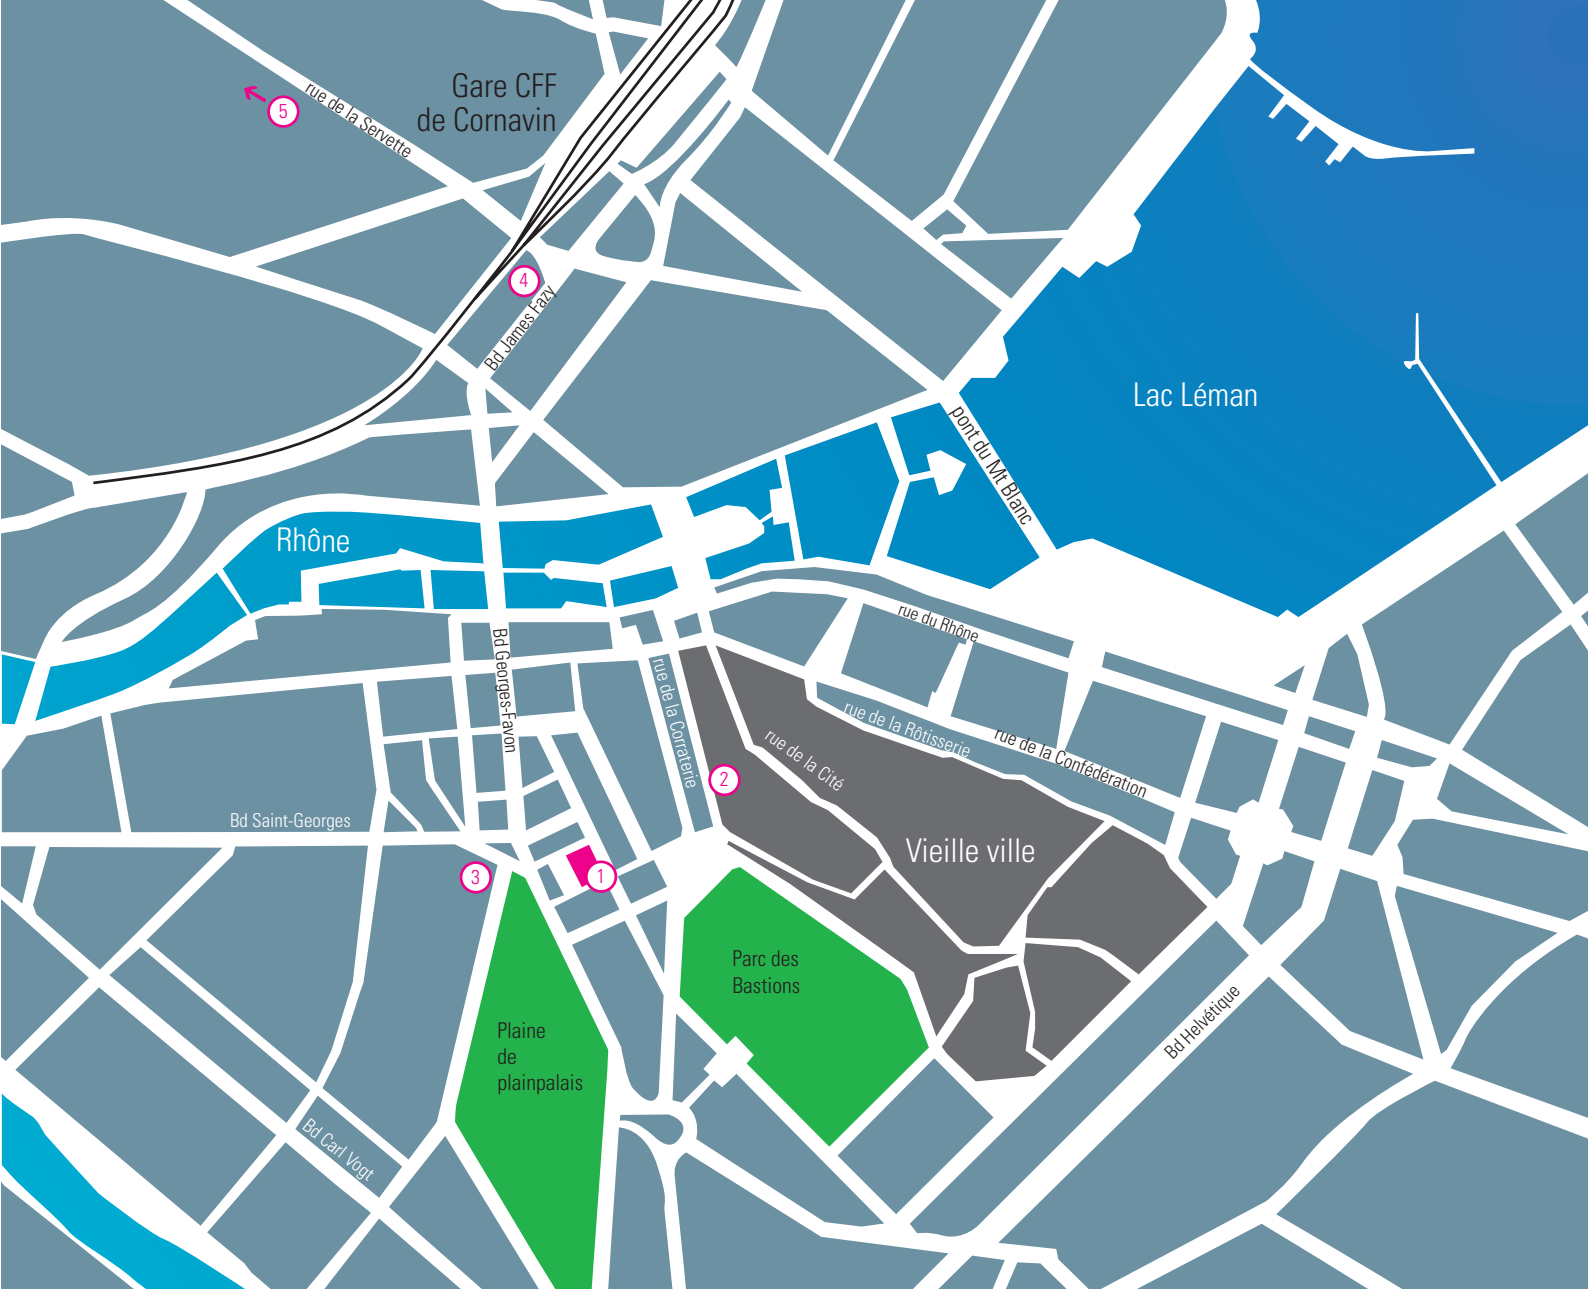 Gare CFF
de Cornavin
5
rue de la Servette
4
Bd James Fazy
Lac Léman
pont du Mt Blanc
Rhône
rue du Rhône
Bd Georges-Favon
rue de la Corraterie
rue de la Rôtisserie
rue de la Confédération
rue de la Cité
2
Bd Saint-Georges
Vieille ville
3
1
Parc des
Bastions
Plaine
de
plainpalais
Bd Helvétique
Bd Carl Vogt